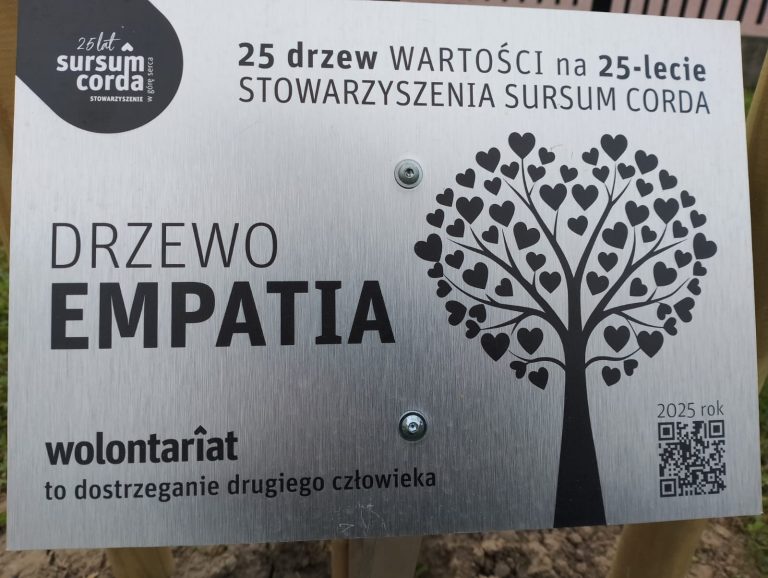 25 lat
sursum
corda
STOWARZYSZENIE
w górę serca
25 drzew WARTOŚCI na 25-lecie
STOWARZYSZENIA SURSUM CORDA
DRZEWO
EMPATIA
wolontariat
to dostrzeganie drugiego człowieka
2025 rok